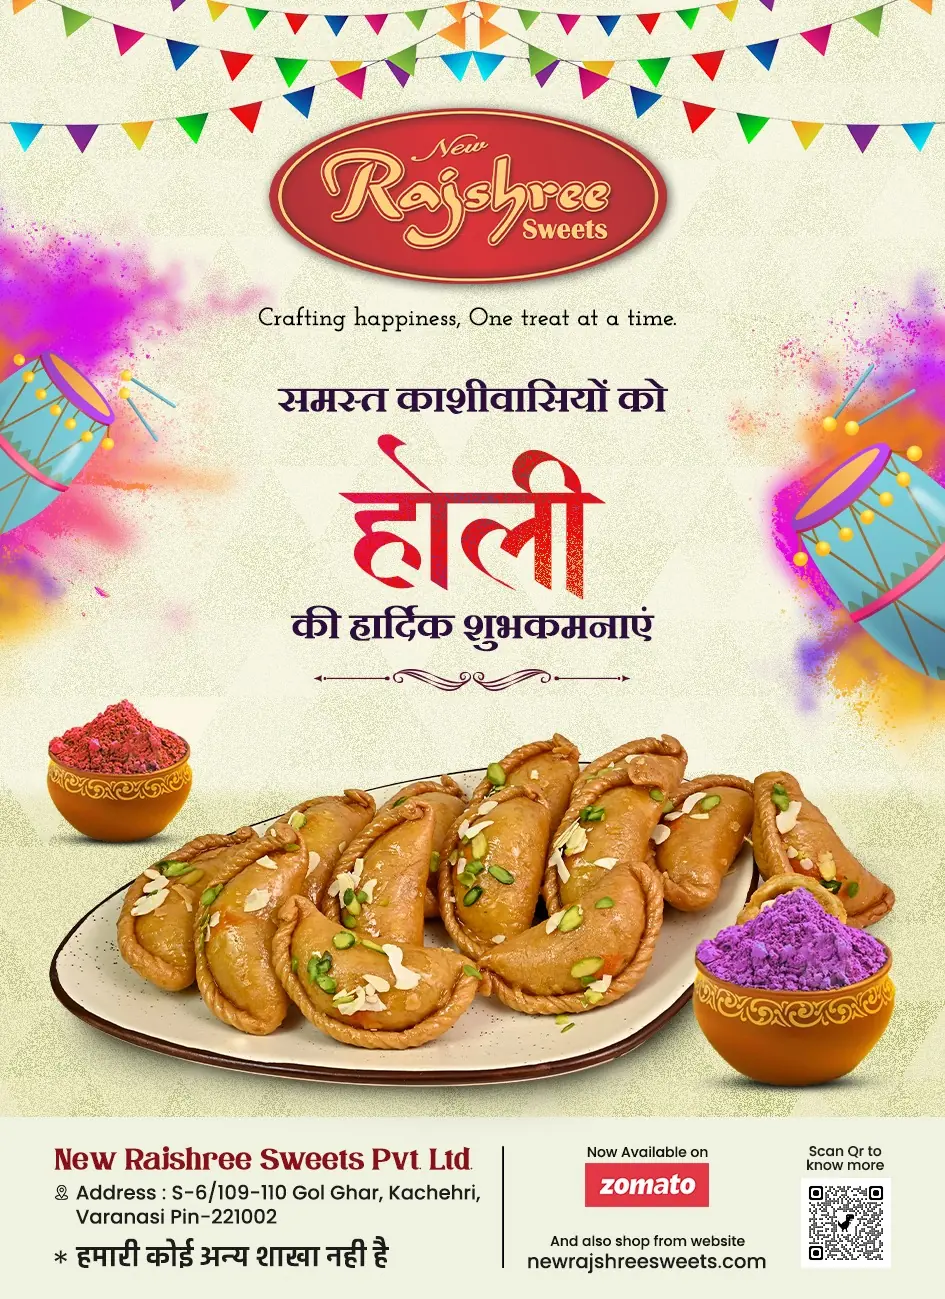 New
Rajshree
Sweets
Crafting happiness, One treat at a time.
समस्त काशीवासियों को
होली
की हार्दिक शुभकमनाएं
New Rajshree Sweets Pvt. Ltd.
Address : S-6/109-110 Gol Ghar, Kachehri,
Varanasi Pin-221002
* हमारी कोई अन्य शाखा नही है
Now Available on
zomato
And also shop from website
newrajshreesweets.com
Scan Qr to
know more